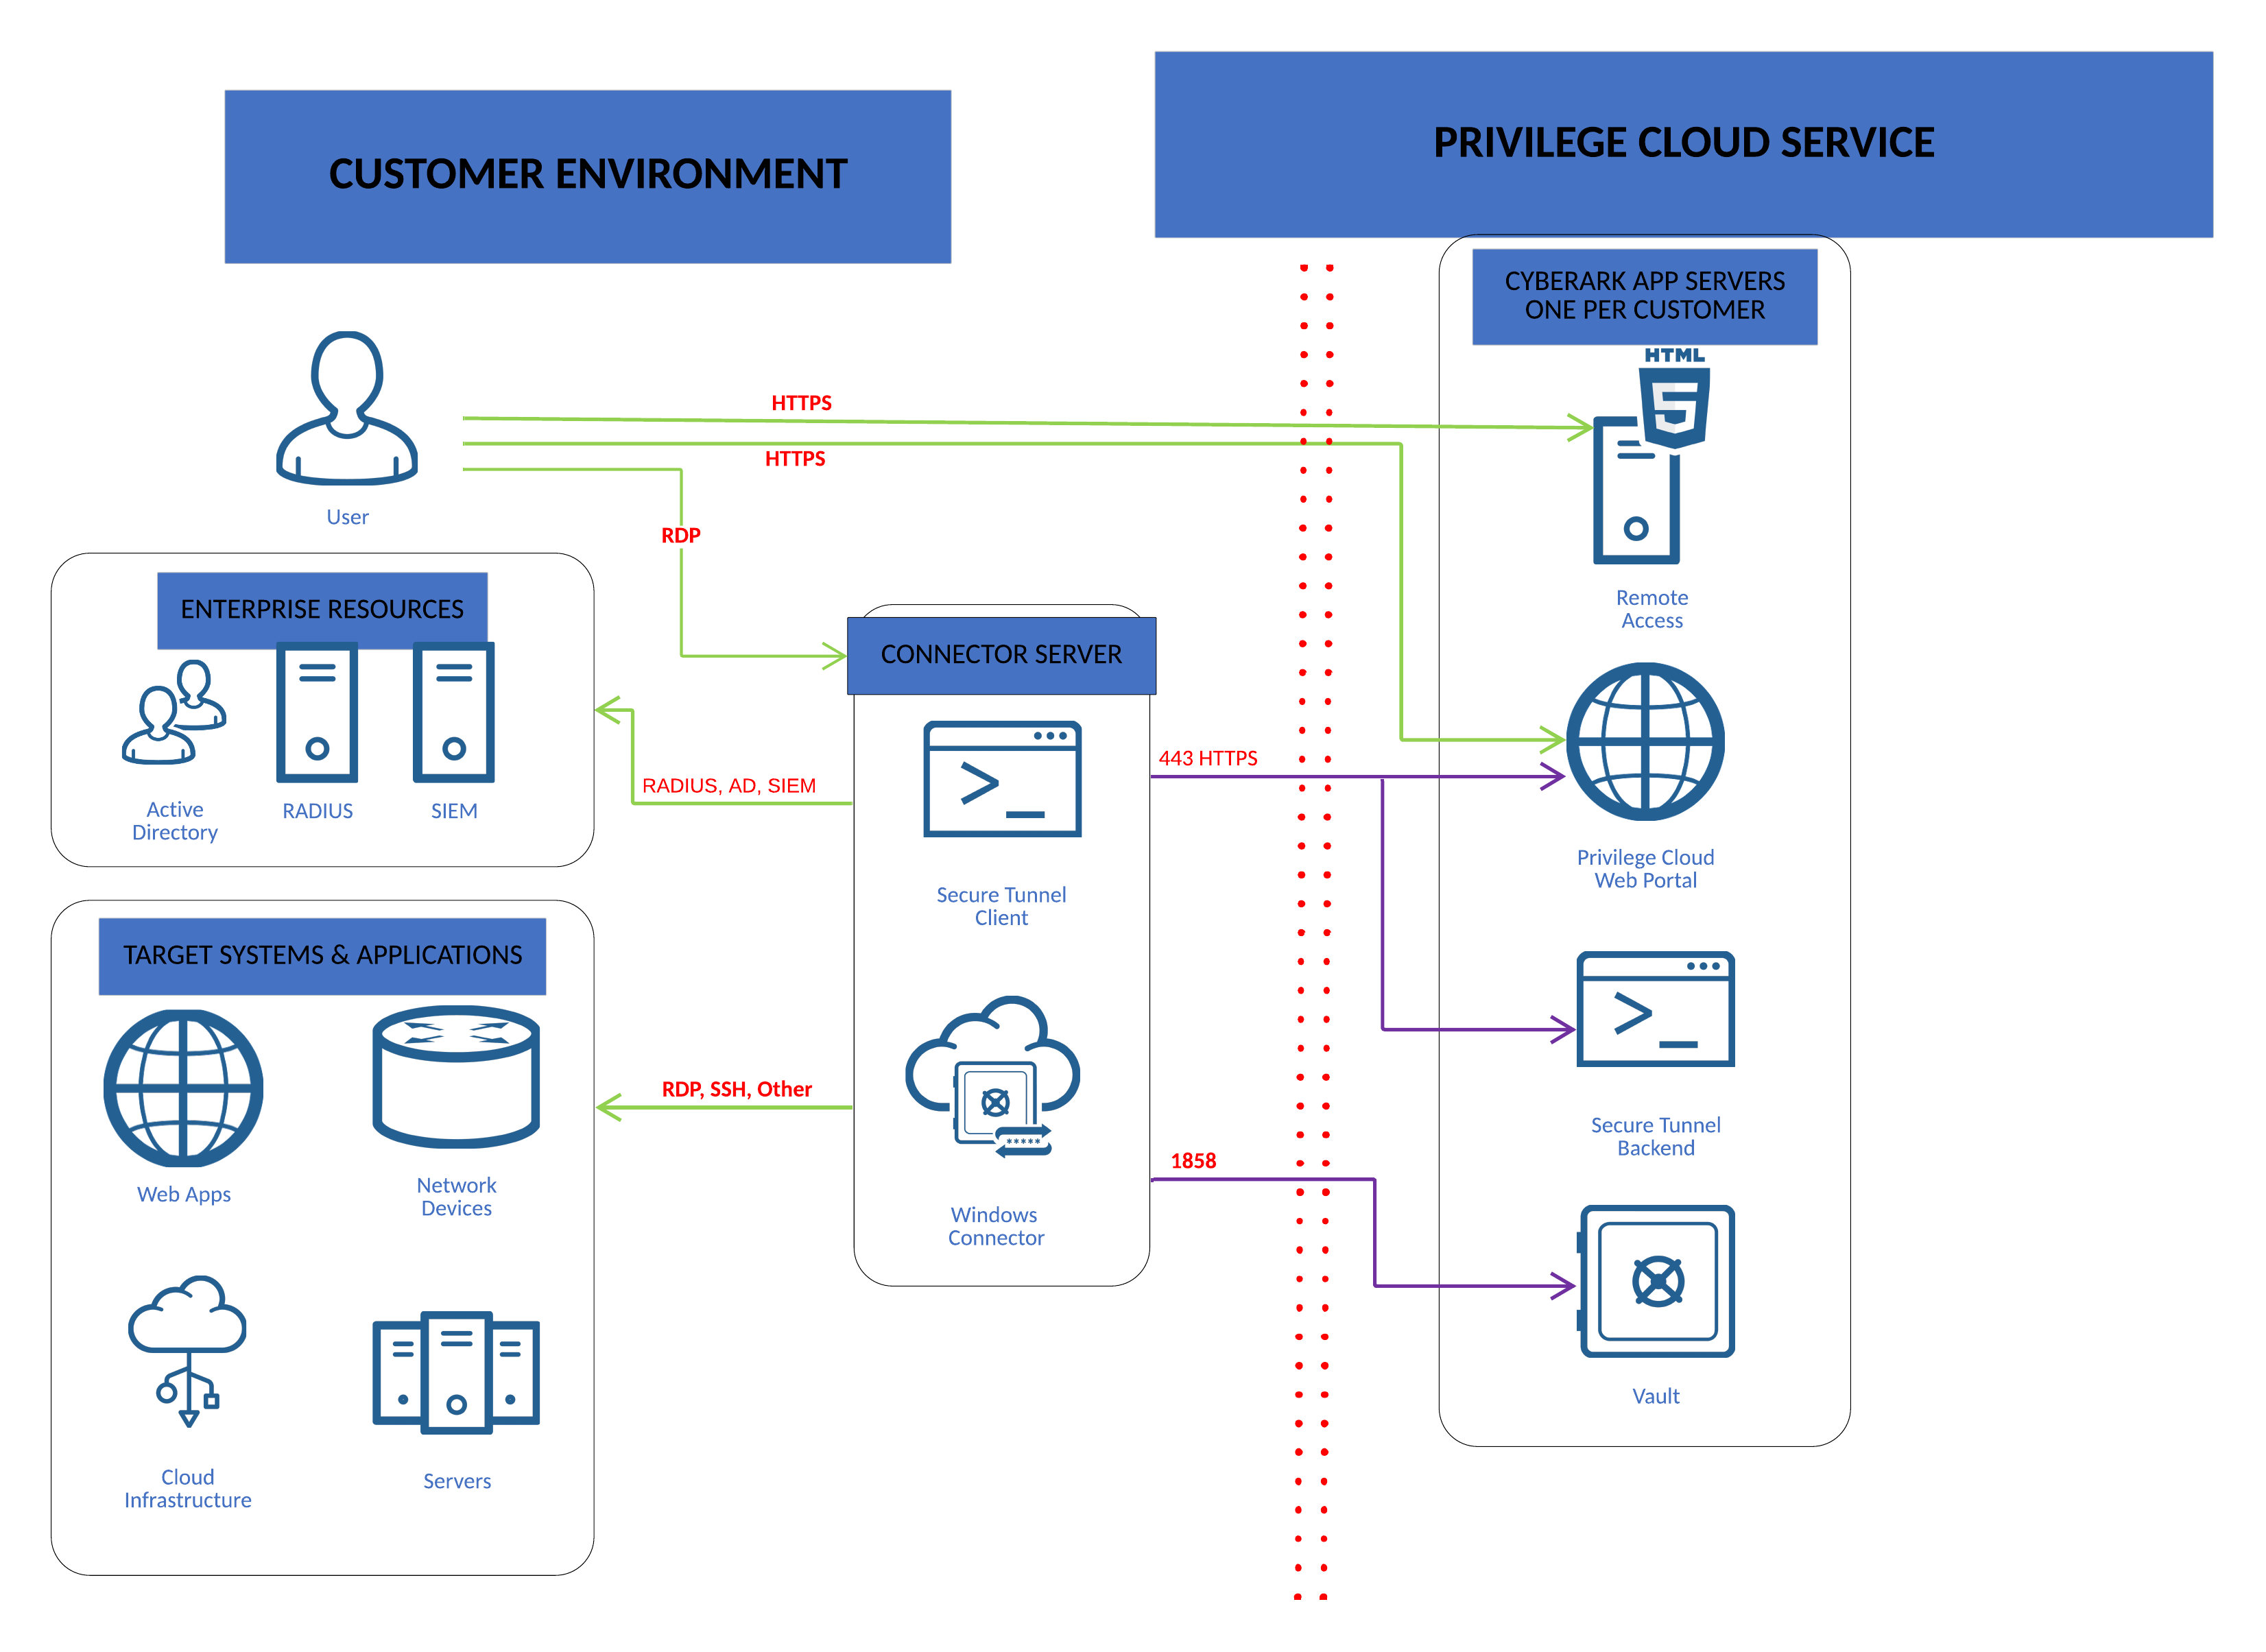 CUSTOMER ENVIRONMENT
PRIVILEGE CLOUD SERVICE
CYBERARK APP SERVERS
ONE PER CUSTOMER
HTML
HTTPS
HTTPS
User
RDP
Remote
Access
ENTERPRISE RESOURCES
CONNECTOR SERVER
443 HTTPS
RADIUS, AD, SIEM
Active
Directory
RADIUS
SIEM
Privilege Cloud
Web Portal
Secure Tunnel
Client
TARGET SYSTEMS & APPLICATIONS
>_
>_
RDP, SSH, Other
*****
Secure Tunnel
Backend
1858
Web Apps
Network
Devices
Windows
Connector
Vault
Cloud
Infrastructure
Servers